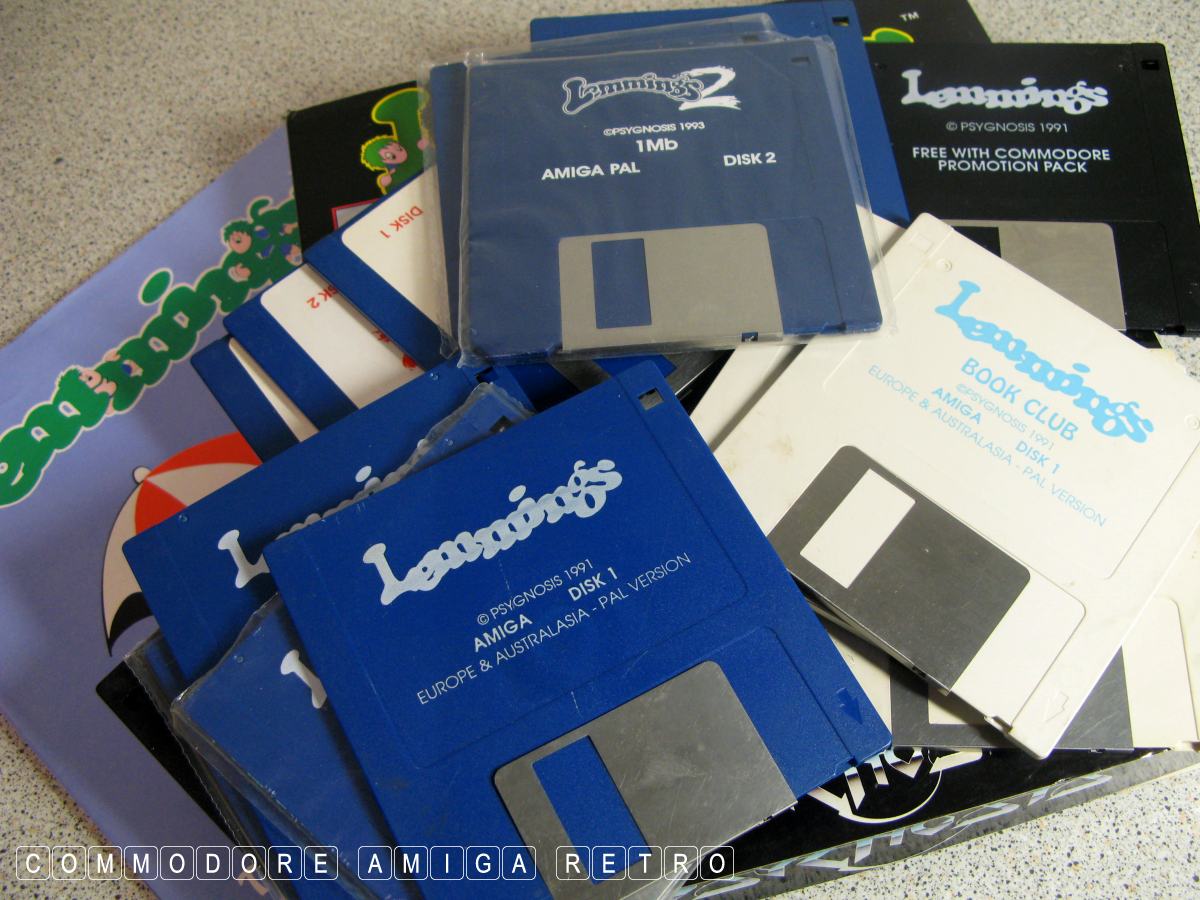 Lemmings 2
©PSYGNOSIS 1993
1Mb
AMIGA PAL DISK 2
TM
Lemmings
© PSYGNOSIS 1991
FREE WITH COMMODORE
PROMOTION PACK
DISK 1
DISK 2
Lemmings
BOOK CLUB
©PSYGNOSIS 1991
AMIGA DISK 1
EUROPE & AUSTRALASIA - PAL VERSION
Lemmings
© PSYGNOSIS 1991
AMIGA DISK 1
EUROPE & AUSTRALASIA - PAL VERSION
COMMODORE AMIGA RETRO